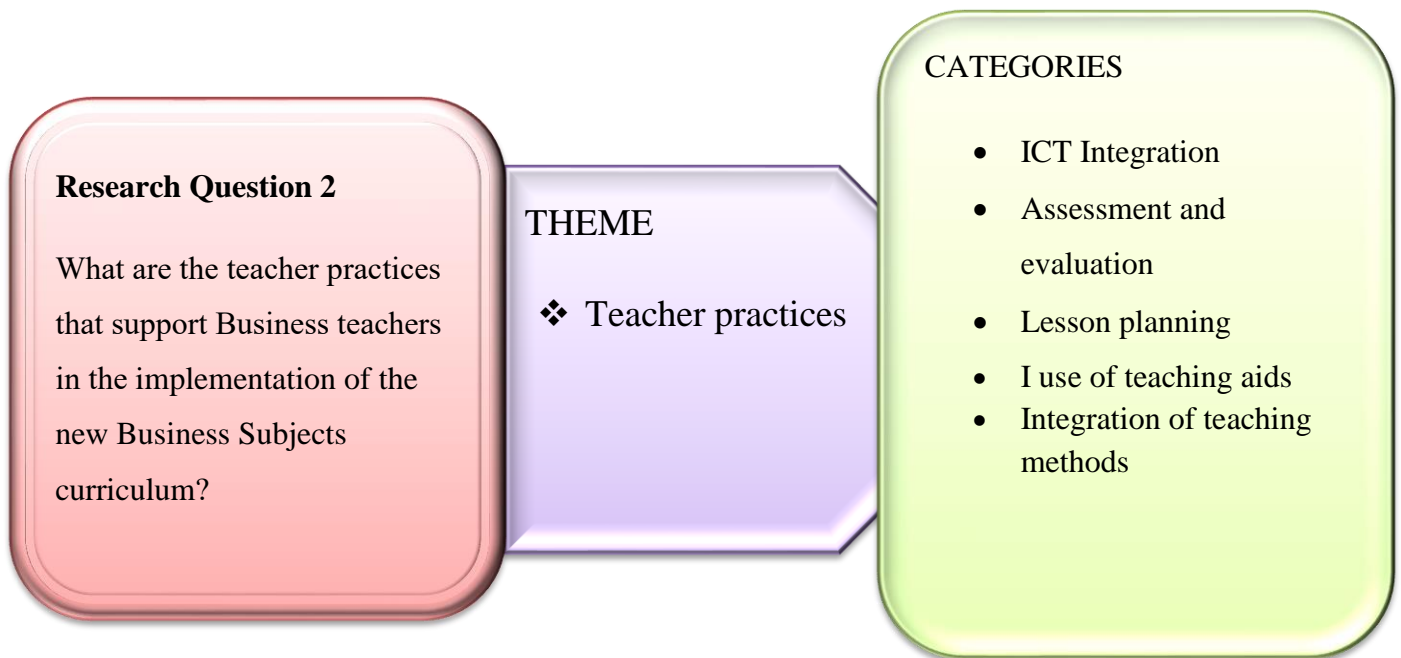 Research Question 2
What are the teacher practices
that support Business teachers
in the implementation of the
new Business Subjects
curriculum?
THEME
❖ Teacher practices
CATEGORIES
• ICT Integration
• Assessment and
evaluation
• Lesson planning
• I use of teaching aids
• Integration of teaching
methods